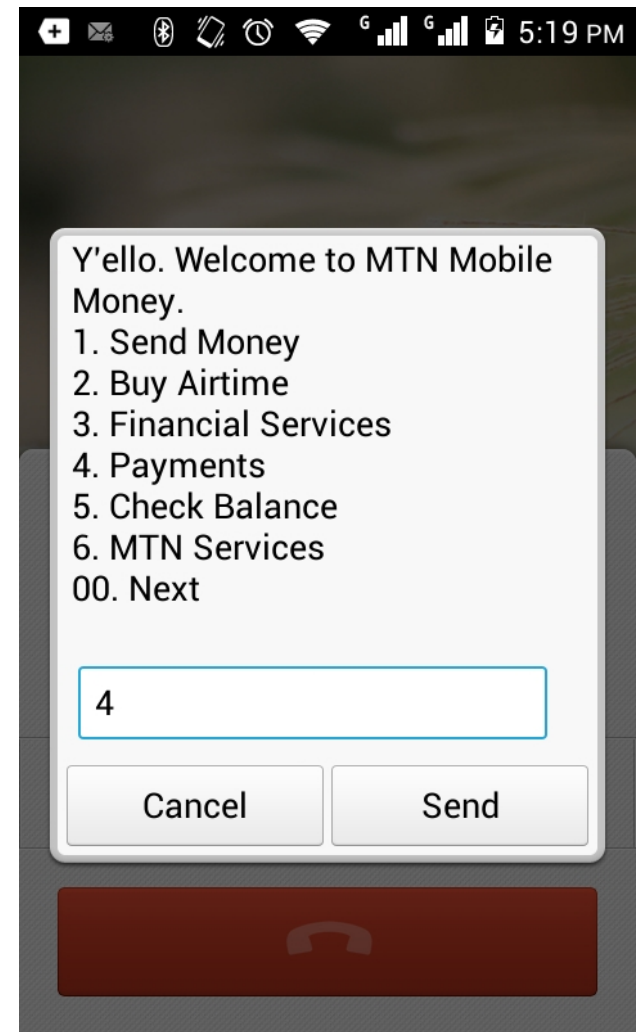 G G 5:19 PM
Y'ello. Welcome to MTN Mobile
Money.
1. Send Money
2. Buy Airtime
3. Financial Services
4. Payments
5. Check Balance
6. MTN Services
00. Next
4
Cancel Send